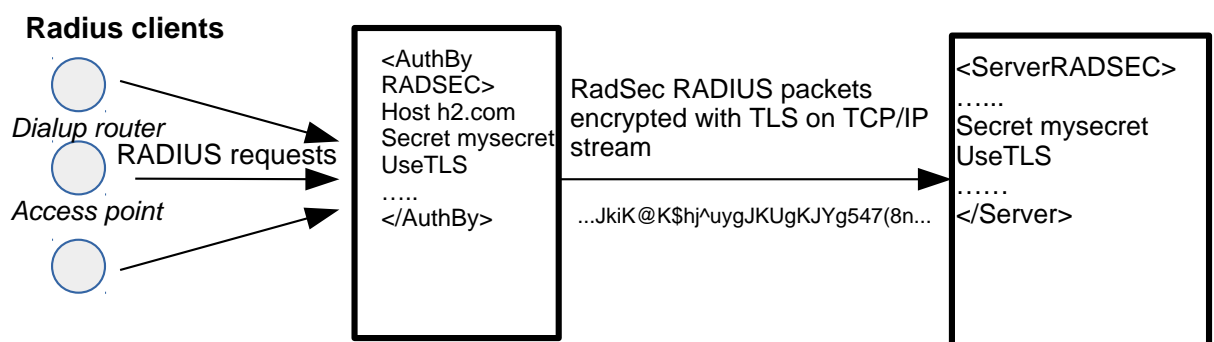 Radius clients
Dialup router
RADIUS requests
Access point
<AuthBy
RADSEC>
Host h2.com
Secret mysecret
UseTLS
…..
</AuthBy>
RadSec RADIUS packets
encrypted with TLS on TCP/IP
stream
...JkiK@K$hj^uygJKUgKJYg547(8n...
<ServerRADSEC>
…...
Secret mysecret
UseTLS
……
</Server>